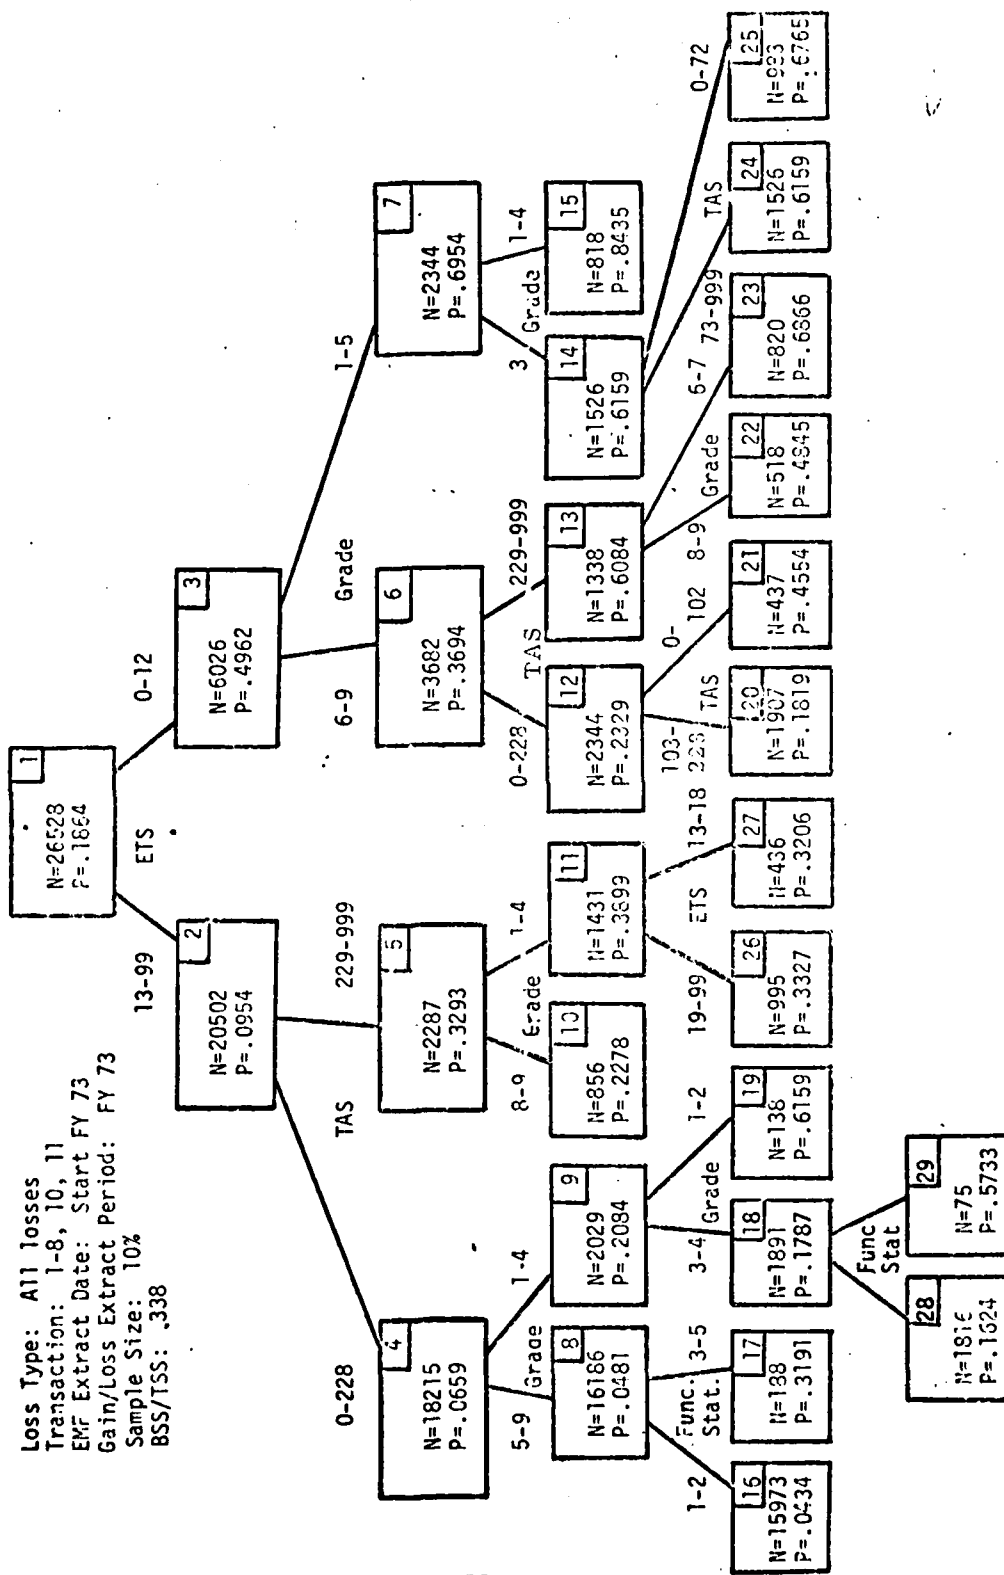 Loss Type: All losses
Transaction: 1-8, 10, 11
EMF Extract Date: Start FY 73
Gain/Loss Extract Period: FY 73
Sample Size: 10%
BSS/TSS: .338
1
N=26528
P=.1864
ETS
13-99
0-12
2
N=20502
P=.0954
3
N=6026
P=.4962
TAS
0-228
229-999
Grade
6-9
1-5
4
N=18215
P=.0659
5
N=2287
P=.3293
6
N=3682
P=.3694
7
N=2344
P=.6954
Grade
5-9
1-4
Grade
8-9
1-4
TAS
0-228
229-999
Grade
3
1-4
8
N=16186
P=.0481
9
N=2029
P=.2084
10
N=856
P=.2278
11
N=1431
P=.3899
12
N=2344
P=.2329
13
N=1338
P=.6084
14
N=1526
P=.6159
15
N=818
P=.8435
Func.
Stat.
1-2
3-5
Grade
3-4
1-2
ETS
19-99
13-18
TAS
103-
228
0-
102
Grade
8-9
6-7
TAS
73-999
0-72
16
N=15973
P=.0434
17
N=188
P=.3191
18
N=1891
P=.1787
19
N=138
P=.6159
26
N=995
P=.3327
27
N=436
P=.3206
20
N=1907
P=.1819
21
N=437
P=.4554
22
N=518
P=.4845
23
N=820
P=.6866
24
N=1526
P=.6159
25
N=993
P=.6765
Func
Stat
28
N=1816
P=.1624
29
N=75
P=.5733